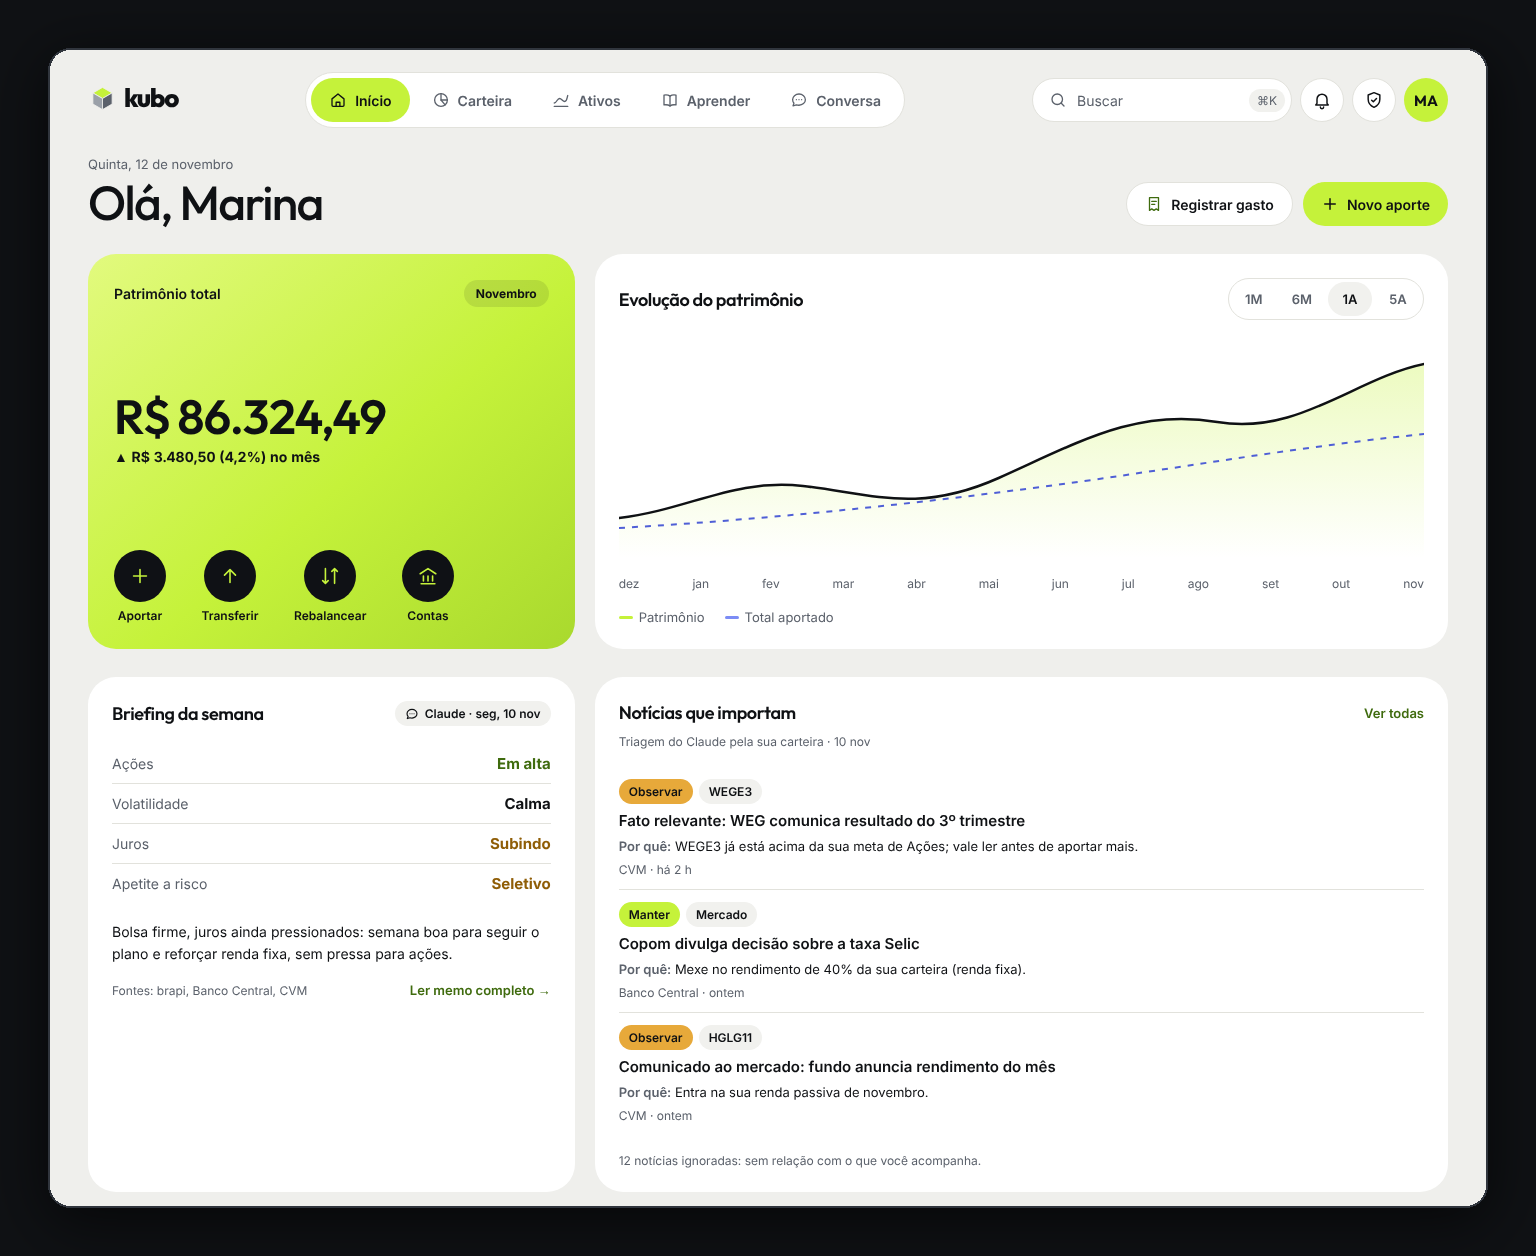 kubo
Início
Carteira
Ativos
Aprender
Conversa
Buscar
⌘K
MA
Quinta, 12 de novembro
Olá, Marina
Registrar gasto
Novo aporte
Patrimônio total
Novembro
R$ 86.324,49
▲ R$ 3.480,50 (4,2%) no mês
Aportar
Transferir
Rebalancear
Contas
Evolução do patrimônio
1M
6M
1A
5A
dez
jan
fev
mar
abr
mai
jun
jul
ago
set
out
nov
Patrimônio
Total aportado
Briefing da semana
Claude · seg, 10 nov
Ações
Em alta
Volatilidade
Calma
Juros
Subindo
Apetite a risco
Seletivo
Bolsa firme, juros ainda pressionados: semana boa para seguir o
plano e reforçar renda fixa, sem pressa para ações.
Fontes: brapi, Banco Central, CVM
Ler memo completo →
Notícias que importam
Ver todas
Triagem do Claude pela sua carteira · 10 nov
Observar
WEGE3
Fato relevante: WEG comunica resultado do 3º trimestre
Por quê: WEGE3 já está acima da sua meta de Ações; vale ler antes de aportar mais.
CVM · há 2 h
Manter
Mercado
Copom divulga decisão sobre a taxa Selic
Por quê: Mexe no rendimento de 40% da sua carteira (renda fixa).
Banco Central · ontem
Observar
HGLG11
Comunicado ao mercado: fundo anuncia rendimento do mês
Por quê: Entra na sua renda passiva de novembro.
CVM · ontem
12 notícias ignoradas: sem relação com o que você acompanha.